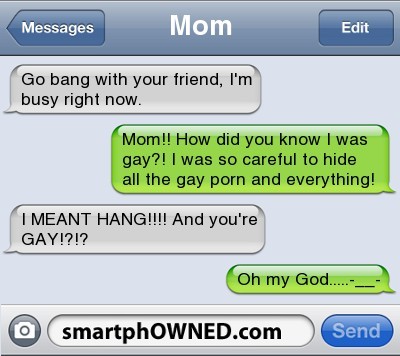 Messages
Mom
Edit
Go bang with your friend, I'm
busy right now.
Mom!! How did you know I was
gay?! I was so careful to hide
all the gay porn and everything!
I MEANT HANG!!!! And you're
GAY!?!?
Oh my God.....-__-
smartphOWNED.com
Send